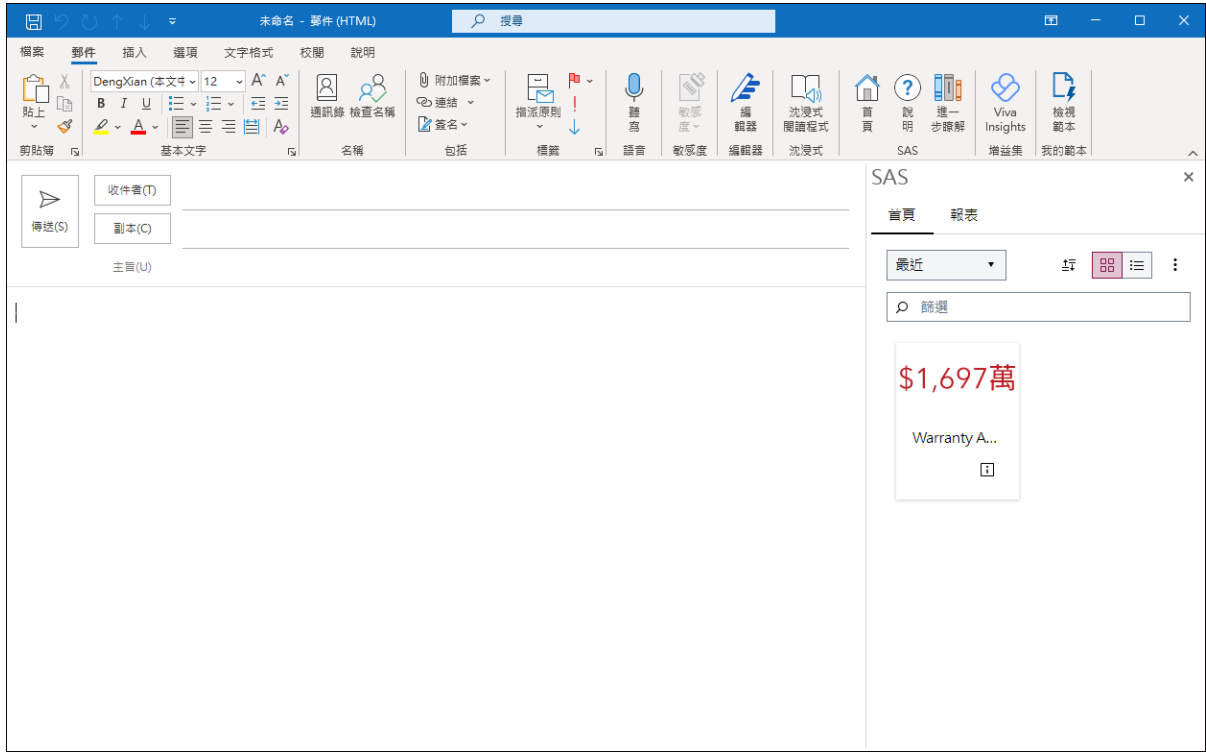 未命名 - 郵件 (HTML)
搜尋
檔案 郵件 插入 選項 文字格式 校閱 說明
貼上
剪貼簿
DengXian (本文中 12
B I U
基本文字
通訊錄 檢查名稱
名稱
附加檔案
連結
簽名
包括
指派原則
標籤
聽寫
語音
敏感度
敏感度
編輯器
編輯器
沈浸式
閱讀程式
沈浸式
首頁
說明
進一步瞭解
SAS
Viva
Insights
增益集
檢視
範本
我的範本
傳送(S)
收件者(T)
副本(C)
主旨(U)
SAS
首頁 報表
最近
篩選
$1,697萬
Warranty A...